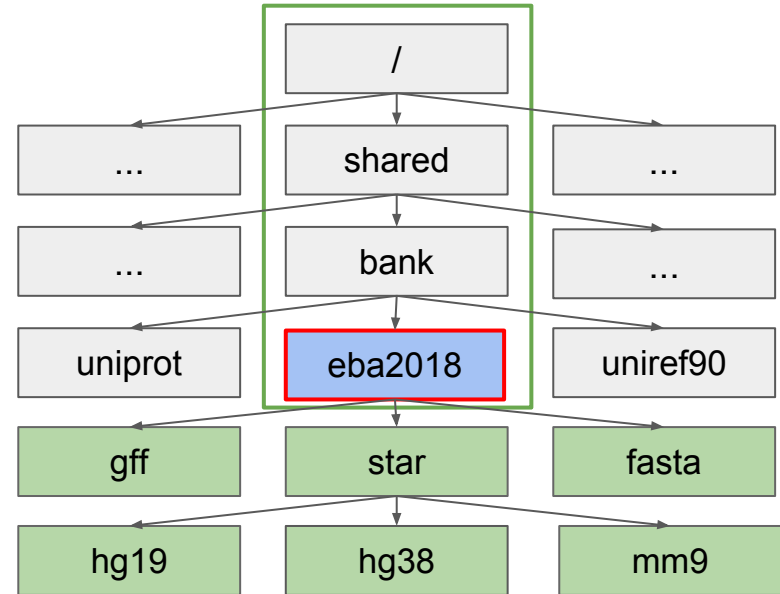 /
...
shared
...
...
bank
...
uniprot
eba2018
uniref90
gff
star
fasta
hg19
hg38
mm9